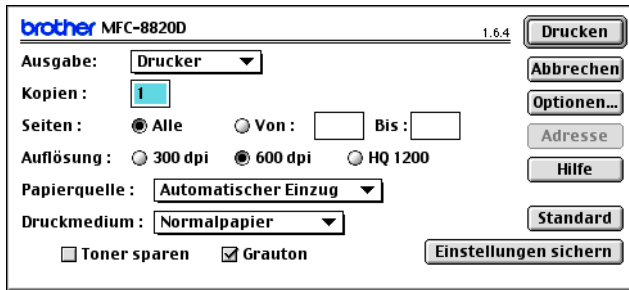 brother MFC-8820D 1.6.4 Drucken
Ausgabe: Drucker Abbrechen
Kopien : 1 Optionen...
Seiten : Alle Von : Bis : Adresse
Auflösung : 300 dpi 600 dpi HQ 1200 Hilfe
Papierquelle : Automatischer Einzug
Druckmedium : Normalpapier Standard
Toner sparen Grauton Einstellungen sichern